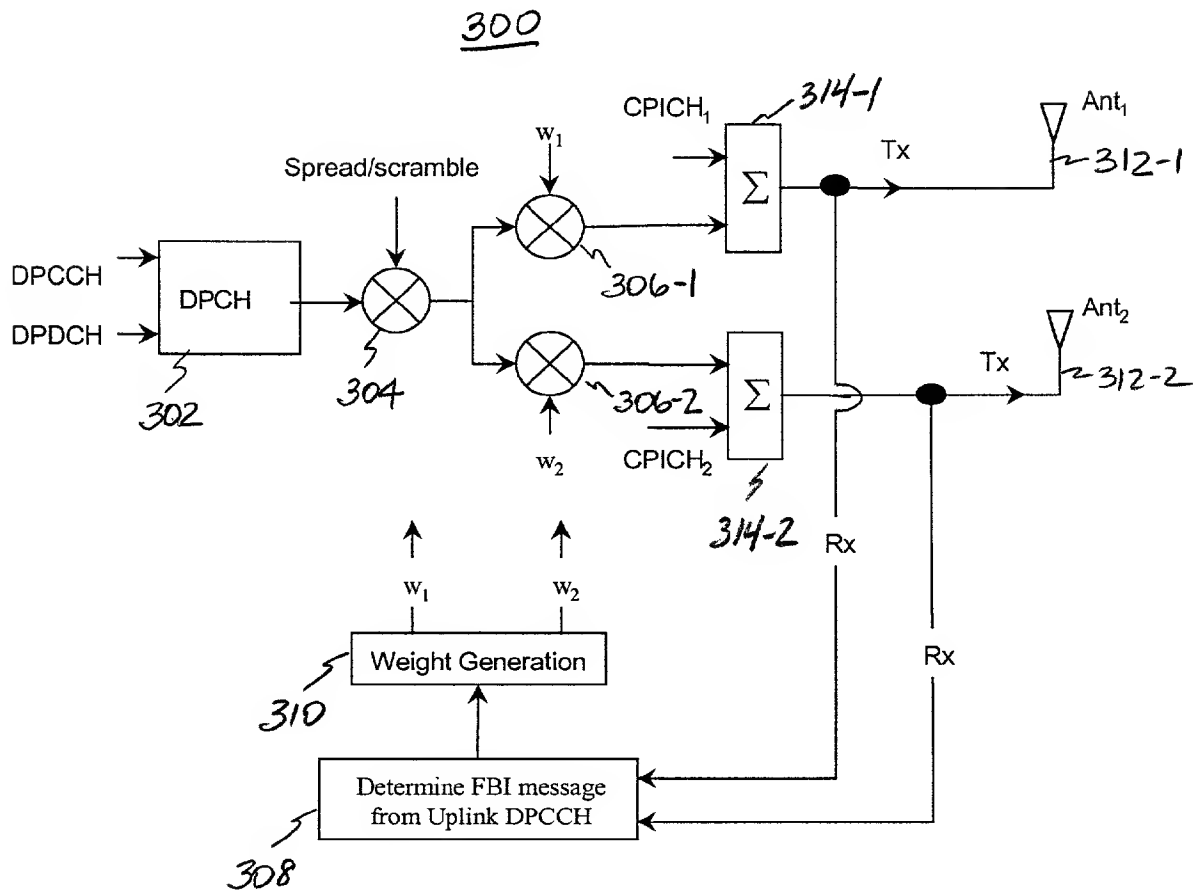 300
CPICH₁
314-1
Ant₁
Tx
312-1
w₁
Σ
Spread/scramble
306-1
DPCCH
DPCH
DPDCH
302
304
306-2
w₂
Σ
CPICH₂
314-2
Ant₂
Tx
312-2
Rx
Rx
w₁
w₂
Weight Generation
310
Determine FBI message
from Uplink DPCCH
308